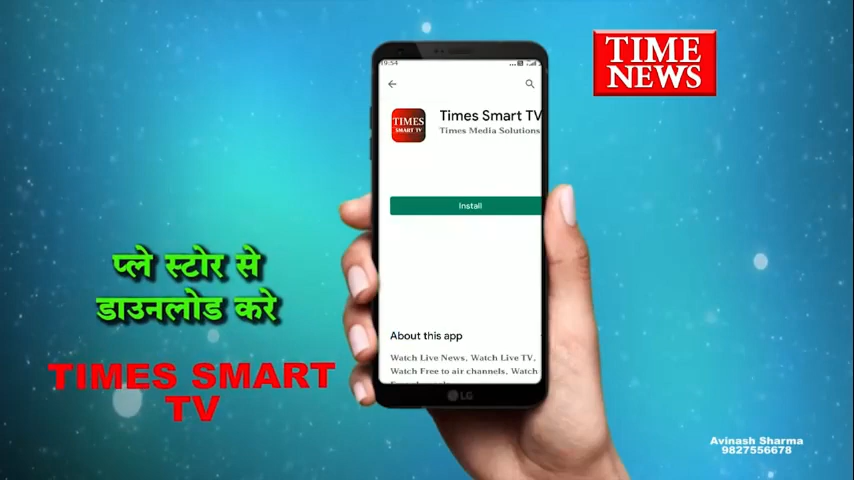 TIME
NEWS
19:54
Times Smart TV
Times Media Solutions
TIMES
SMART TV
Install
प्ले स्टोर से
डाउनलोड करे
TIMES SMART
TV
About this app
Watch Live News, Watch Live TV,
Watch Free to air channels, Watch
LG
Avinash Sharma
9827556678